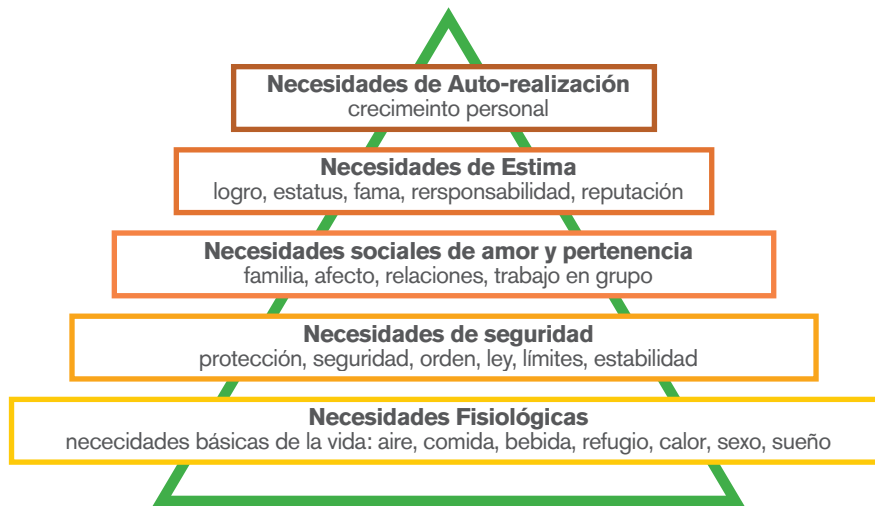 Necesidades de Auto-realización
crecimeinto personal
Necesidades de Estima
logro, estatus, fama, rersponsabilidad, reputación
Necesidades sociales de amor y pertenencia
familia, afecto, relaciones, trabajo en grupo
Necesidades de seguridad
protección, seguridad, orden, ley, límites, estabilidad
Necesidades Fisiológicas
nececidades básicas de la vida: aire, comida, bebida, refugio, calor, sexo, sueño